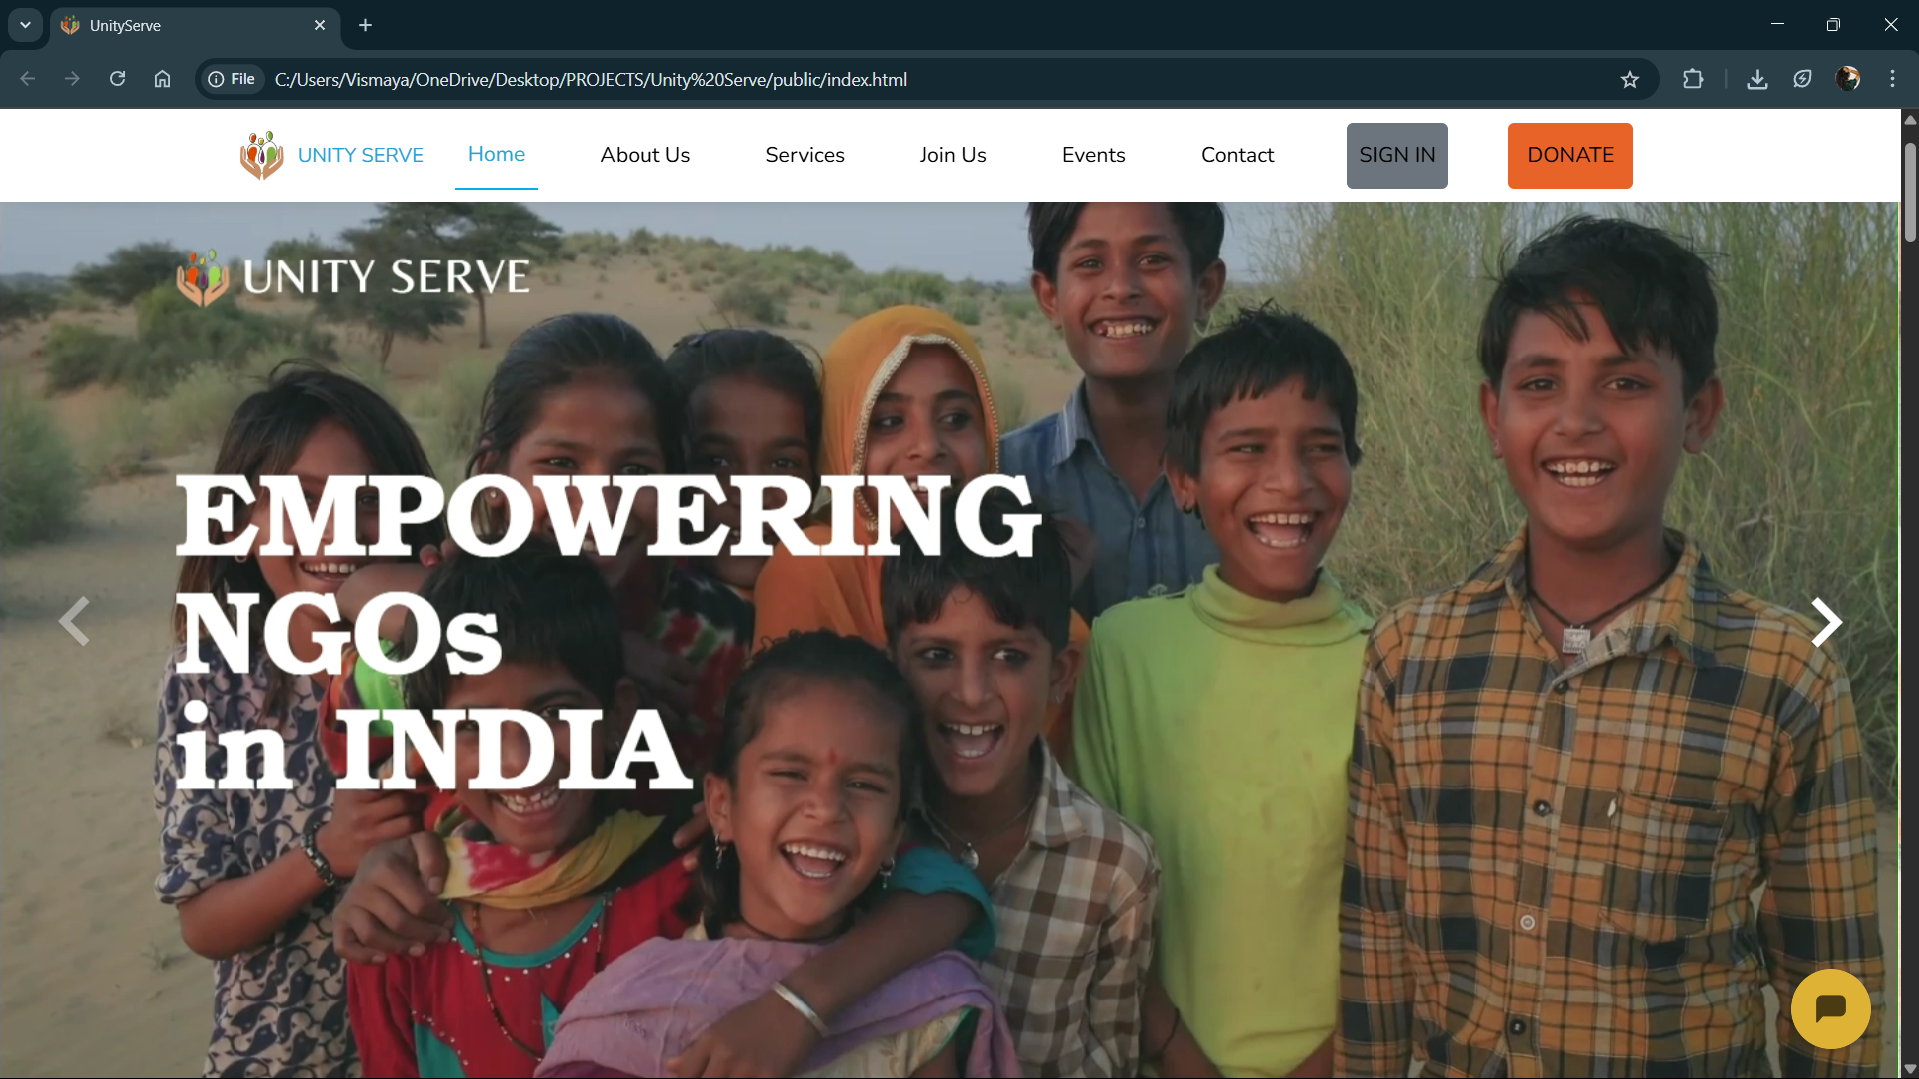 UnityServe
File
C:/Users/Vismaya/OneDrive/Desktop/PROJECTS/Unity%20Serve/public/index.html
UNITY SERVE
Home
About Us
Services
Join Us
Events
Contact
SIGN IN
DONATE
UNITY SERVE
EMPOWERING
NGOs
in INDIA